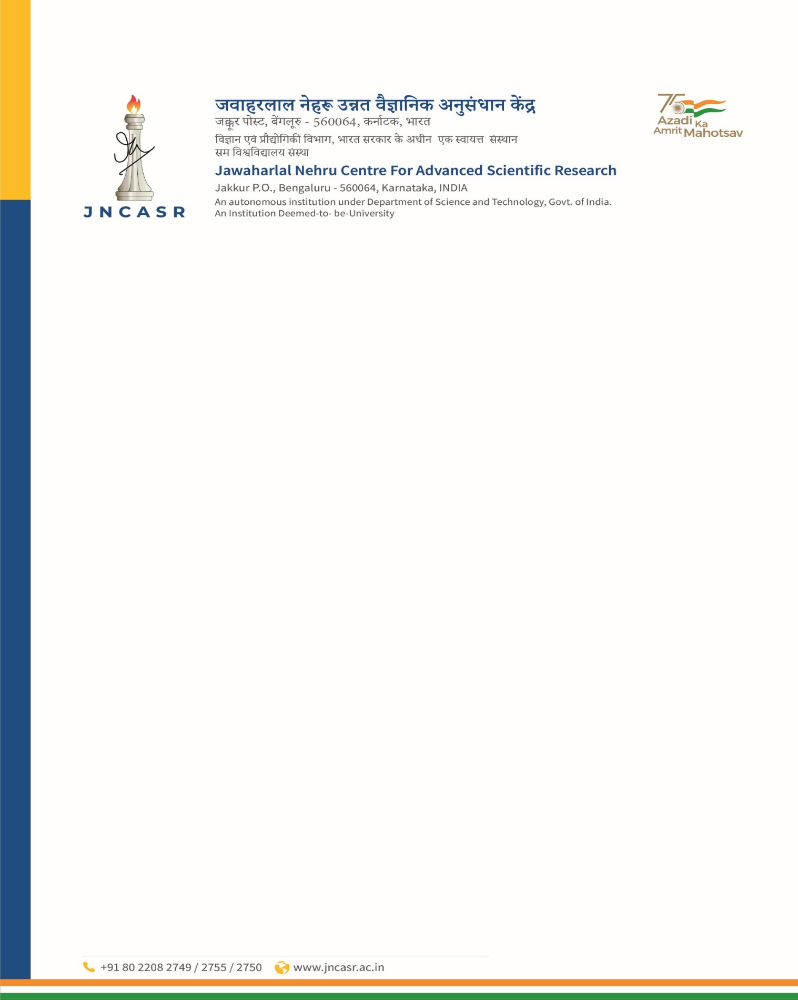 जवाहरलाल नेहरू उन्नत वैज्ञानिक अनुसंधान केंद्र
जक्कूर पोस्ट, बेंगलूरु - 560064, कर्नाटक, भारत
विज्ञान एवं प्रौद्योगिकी विभाग, भारत सरकार के अधीन एक स्वायत्त संस्थान
सम विश्वविद्यालय संस्था
Jawaharlal Nehru Centre For Advanced Scientific Research
Jakkur P.O., Bengaluru - 560064, Karnataka, INDIA
An autonomous institution under Department of Science and Technology, Govt. of India.
An Institution Deemed-to- be-University
JNCASR
75
Azadi Ka
Amrit Mahotsav
+91 80 2208 2749 / 2755 / 2750 www.jncasr.ac.in